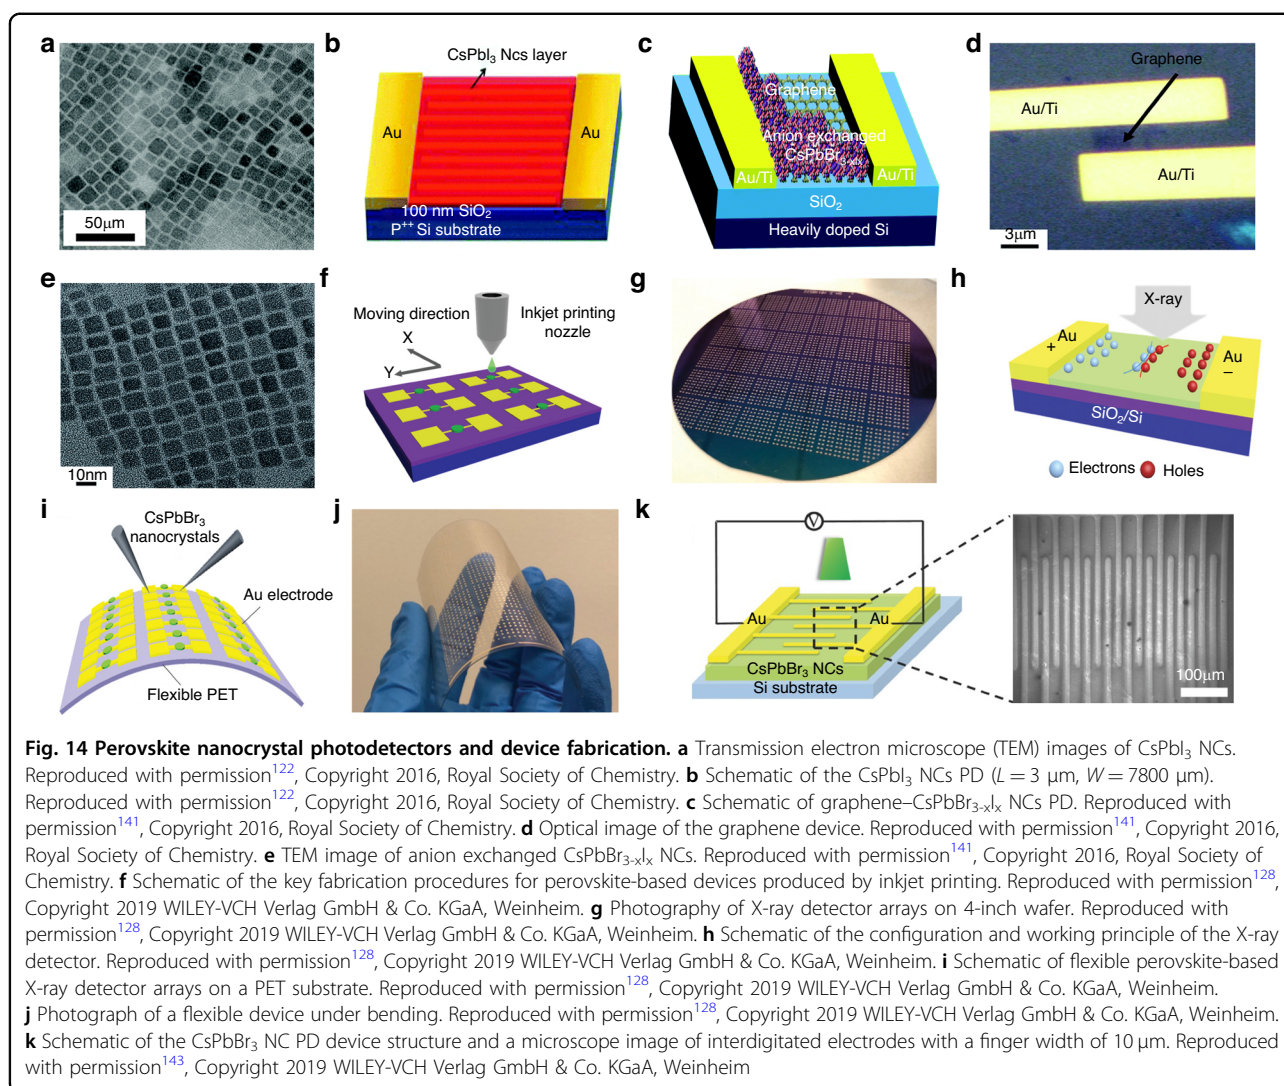 a
50μm
b
CsPbI₃ Ncs layer
Au
Au
100 nm SiO₂
P⁺⁺ Si substrate
c
Graphene
Anion exchanged
CsPbBr₃₋ₓIₓ
Au/Ti
Au/Ti
SiO₂
Heavily doped Si
d
Graphene
Au/Ti
Au/Ti
3μm
e
10nm
f
Moving direction
X
Y
Inkjet printing
nozzle
g
h
X-ray
Au
+
Au
−
SiO₂/Si
Electrons
Holes
i
CsPbBr₃
nanocrystals
Au electrode
Flexible PET
j
k
V
Au
Au
CsPbBr₃ NCs
Si substrate
100μm
Fig. 14 Perovskite nanocrystal photodetectors and device fabrication. a Transmission electron microscope (TEM) images of CsPbI₃ NCs.
Reproduced with permission¹²², Copyright 2016, Royal Society of Chemistry. b Schematic of the CsPbI₃ NCs PD (L = 3 μm, W = 7800 μm).
Reproduced with permission¹²², Copyright 2016, Royal Society of Chemistry. c Schematic of graphene–CsPbBr₃₋ₓIₓ NCs PD. Reproduced with
permission¹⁴¹, Copyright 2016, Royal Society of Chemistry. d Optical image of the graphene device. Reproduced with permission¹⁴¹, Copyright 2016,
Royal Society of Chemistry. e TEM image of anion exchanged CsPbBr₃₋ₓIₓ NCs. Reproduced with permission¹⁴¹, Copyright 2016, Royal Society of
Chemistry. f Schematic of the key fabrication procedures for perovskite-based devices produced by inkjet printing. Reproduced with permission¹²⁸,
Copyright 2019 WILEY-VCH Verlag GmbH & Co. KGaA, Weinheim. g Photography of X-ray detector arrays on 4-inch wafer. Reproduced with
permission¹²⁸, Copyright 2019 WILEY-VCH Verlag GmbH & Co. KGaA, Weinheim. h Schematic of the configuration and working principle of the X-ray
detector. Reproduced with permission¹²⁸, Copyright 2019 WILEY-VCH Verlag GmbH & Co. KGaA, Weinheim. i Schematic of flexible perovskite-based
X-ray detector arrays on a PET substrate. Reproduced with permission¹²⁸, Copyright 2019 WILEY-VCH Verlag GmbH & Co. KGaA, Weinheim.
j Photograph of a flexible device under bending. Reproduced with permission¹²⁸, Copyright 2019 WILEY-VCH Verlag GmbH & Co. KGaA, Weinheim.
k Schematic of the CsPbBr₃ NC PD device structure and a microscope image of interdigitated electrodes with a finger width of 10 μm. Reproduced
with permission¹⁴³, Copyright 2019 WILEY-VCH Verlag GmbH & Co. KGaA, Weinheim